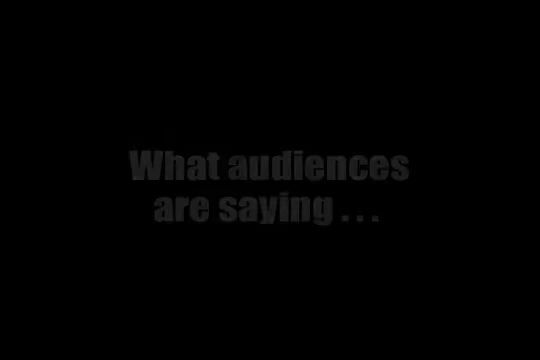 What audiences
are saying . . .